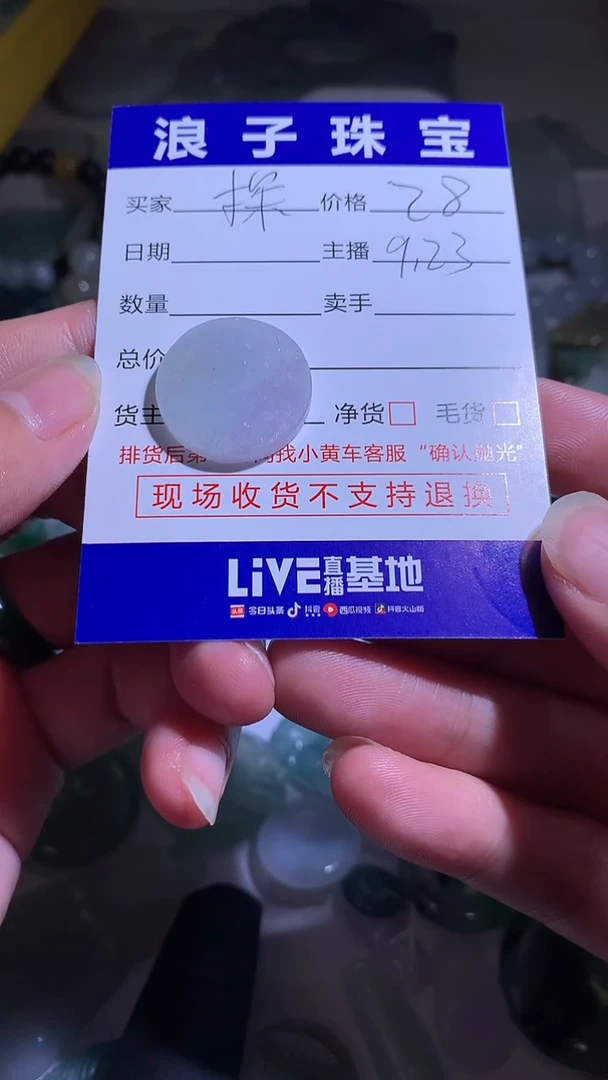 浪子珠宝
买家 探 价格 28
日期 主播 9.23
数量 卖手
总价
货主 净货 毛货
排货后第 找小黄车客服“确认抛光”
现场收货不支持退换
LiVE直播基地
头条 今日头条 抖音 西瓜视频 抖音火山版